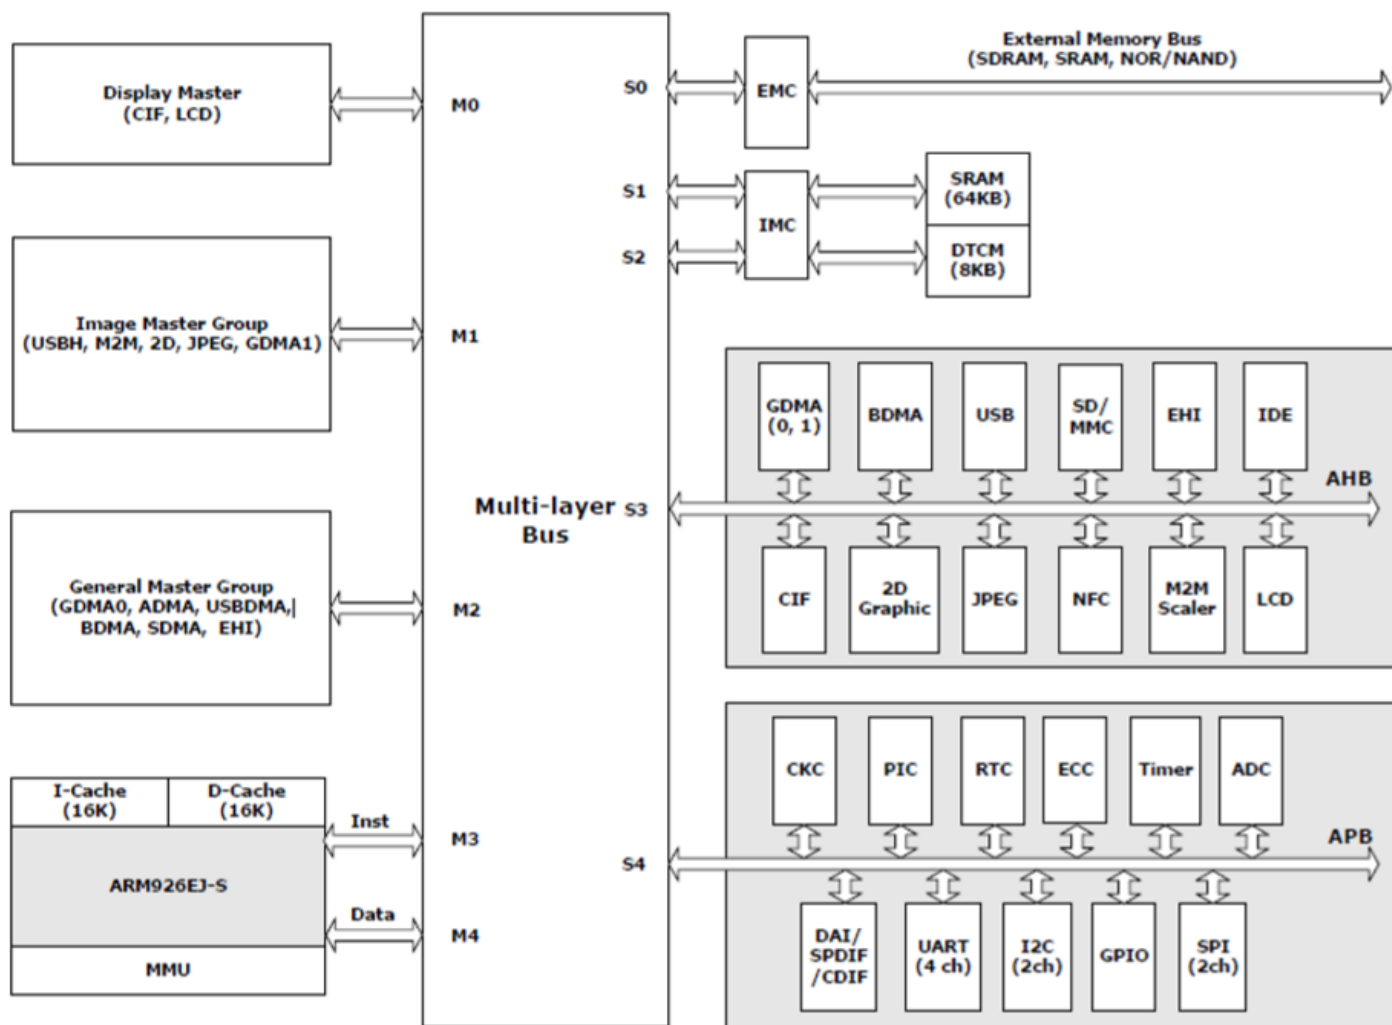 Display Master
(CIF, LCD)
M0
Image Master Group
(USBH, M2M, 2D, JPEG, GDMA1)
M1
General Master Group
(GDMA0, ADMA, USBDMA,|
BDMA, SDMA, EHI)
M2
I-Cache
(16K)
D-Cache
(16K)
ARM926EJ-S
MMU
Inst
M3
Data
M4
Multi-layer
Bus
S0
EMC
External Memory Bus
(SDRAM, SRAM, NOR/NAND)
S1
S2
IMC
SRAM
(64KB)
DTCM
(8KB)
S3
GDMA
(0, 1)
BDMA
USB
SD/
MMC
EHI
IDE
AHB
CIF
2D
Graphic
JPEG
NFC
M2M
Scaler
LCD
S4
CKC
PIC
RTC
ECC
Timer
ADC
APB
DAI/
SPDIF
/CDIF
UART
(4 ch)
I2C
(2ch)
GPIO
SPI
(2ch)